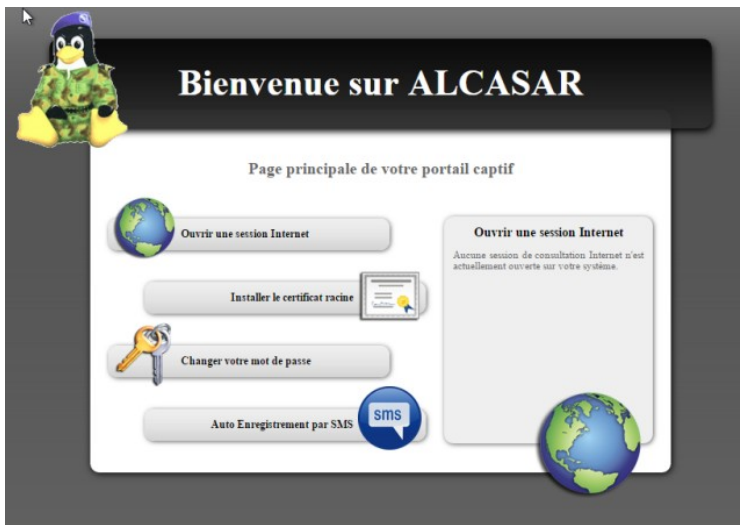 Bienvenue sur ALCASAR
Page principale de votre portail captif
Ouvrir une session Internet
Installer le certificat racine
Changer votre mot de passe
Auto Enregistrement par SMS
sms
Ouvrir une session Internet
Aucune session de consultation Internet n'est
actuellement ouverte sur votre système.